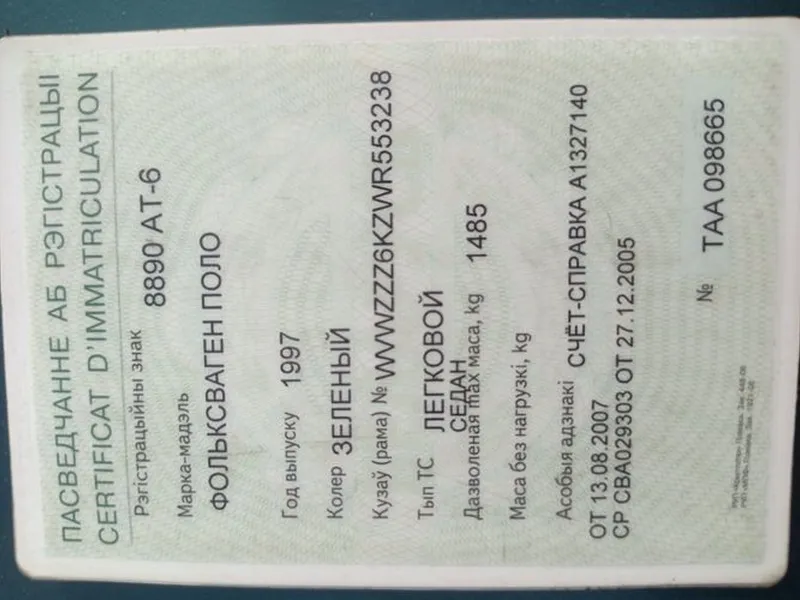 ПАСВЕДЧАННЕ АБ РЭГІСТРАЦЫІ
CERTIFICAT D'IMMATRICULATION
Рэгістрацыйны знак 8890 АТ-6
Марка-мадэль
ФОЛЬКСВАГЕН ПОЛО
Год выпуску 1997
Колер ЗЕЛЕНЫЙ
Кузаў (рама) № WVWZZZ6KZWR553238
Тып ТС ЛЕГКОВОЙ
СЕДАН
Дазволеная max маса, kg 1485
Маса без нагрузкі, kg
Асобыя адзнакі СЧЁТ-СПРАВКА А1327140
ОТ 13.08.2007
СР СВА029303 ОТ 27.12.2005
№ ТАА 098665